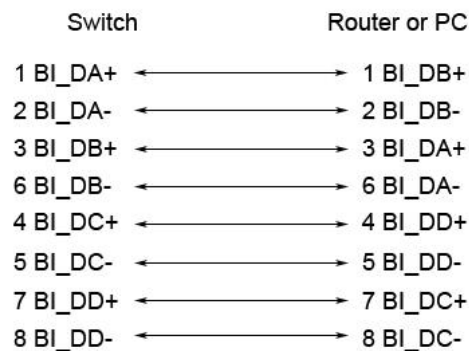 Switch Router or PC
1 BI_DA+ 1 BI_DB+
2 BI_DA- 2 BI_DB-
3 BI_DB+ 3 BI_DA+
6 BI_DB- 6 BI_DA-
4 BI_DC+ 4 BI_DD+
5 BI_DC- 5 BI_DD-
7 BI_DD+ 7 BI_DC+
8 BI_DD- 8 BI_DC-